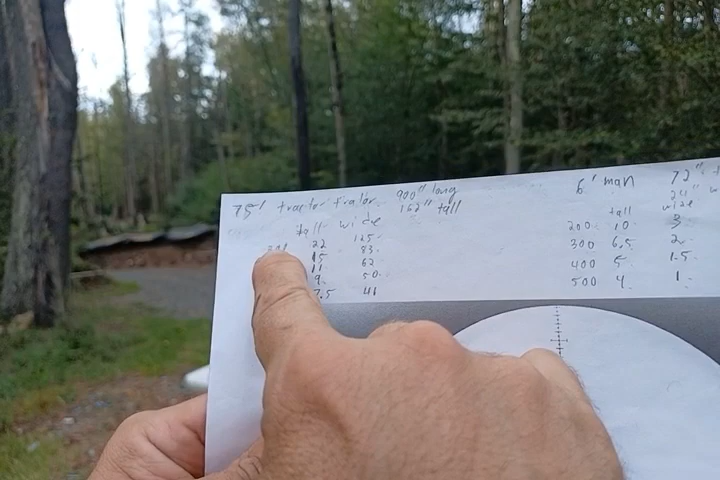 75' tractor trailer 900" long
162" tall
tall wide
22 125
15 83
11 62
9 50
7.5 41
6' man 72"
24"
tall wide
200 10 3
300 6.5 2
400 5 1.5
500 4 1